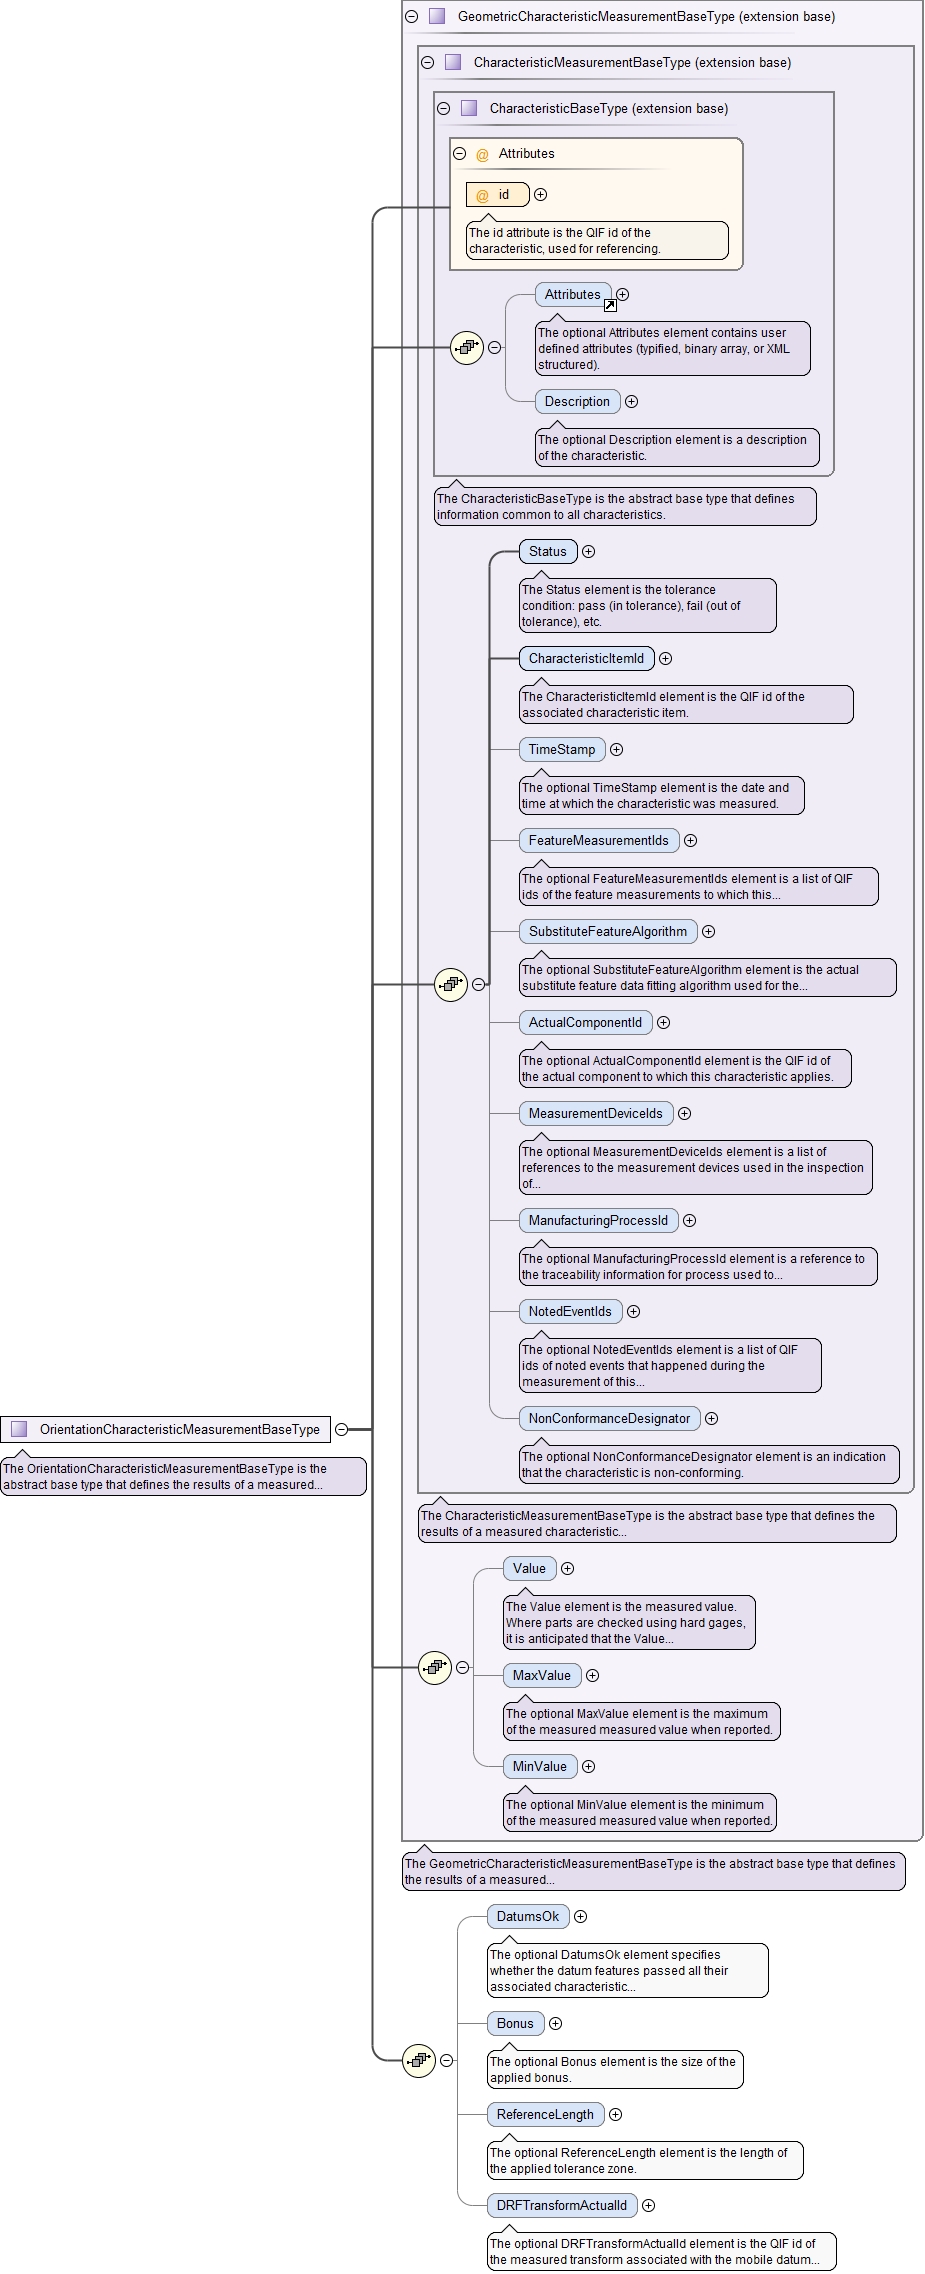 GeometricCharacteristicMeasurementBaseType (extension base)
CharacteristicMeasurementBaseType (extension base)
CharacteristicBaseType (extension base)
@ Attributes
@ id
The id attribute is the QIF id of the
characteristic, used for referencing.
Attributes
The optional Attributes element contains user
defined attributes (typified, binary array, or XML
structured).
Description
The optional Description element is a description
of the characteristic.
The CharacteristicBaseType is the abstract base type that defines
information common to all characteristics.
Status
The Status element is the tolerance
condition: pass (in tolerance), fail (out of
tolerance), etc.
CharacteristicItemId
The CharacteristicItemId element is the QIF id of the
associated characteristic item.
TimeStamp
The optional TimeStamp element is the date and
time at which the characteristic was measured.
FeatureMeasurementIds
The optional FeatureMeasurementIds element is a list of QIF
ids of the feature measurements to which this...
SubstituteFeatureAlgorithm
The optional SubstituteFeatureAlgorithm element is the actual
substitute feature data fitting algorithm used for the...
ActualComponentId
The optional ActualComponentId element is the QIF id of
the actual component to which this characteristic applies.
MeasurementDeviceIds
The optional MeasurementDeviceIds element is a list of
references to the measurement devices used in the inspection
of...
ManufacturingProcessId
The optional ManufacturingProcessId element is a reference to
the traceability information for process used to...
NotedEventIds
The optional NotedEventIds element is a list of QIF
ids of noted events that happened during the
measurement of this...
NonConformanceDesignator
The optional NonConformanceDesignator element is an indication
that the characteristic is non-conforming.
OrientationCharacteristicMeasurementBaseType
The OrientationCharacteristicMeasurementBaseType is the
abstract base type that defines the results of a measured...
The CharacteristicMeasurementBaseType is the abstract base type that defines the
results of a measured characteristic...
Value
The Value element is the measured value.
Where parts are checked using hard gages,
it is anticipated that the Value...
MaxValue
The optional MaxValue element is the maximum
of the measured measured value when reported.
MinValue
The optional MinValue element is the minimum
of the measured measured value when reported.
The GeometricCharacteristicMeasurementBaseType is the abstract base type that defines
the results of a measured...
DatumsOk
The optional DatumsOk element specifies
whether the datum features passed all their
associated characteristic...
Bonus
The optional Bonus element is the size of the
applied bonus.
ReferenceLength
The optional ReferenceLength element is the length of
the applied tolerance zone.
DRFTransformActualId
The optional DRFTransformActualId element is the QIF id of
the measured transform associated with the mobile datum...